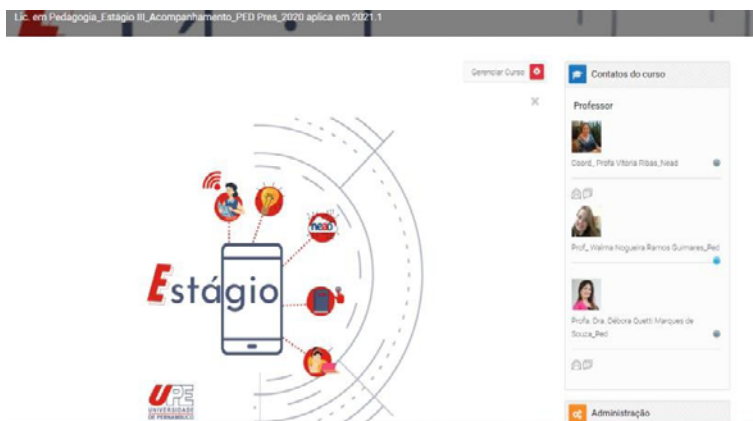 Lic. em Pedagogia_Estágio III_Acompanhamento_PED Pres_2020 aplica em 2021.1
Gerenciar Curso
Contatos do curso
Professor
Coord_ Profa Vitoria Ribas_Nead
Prof_ Walma Nogueira Ramos Guimares_Ped
Profa. Dra. Débora Quetti Marques de
Souza_Ped
Administração
nead
Estágio
UPE
UNIVERSIDADE
DE PERNAMBUCO